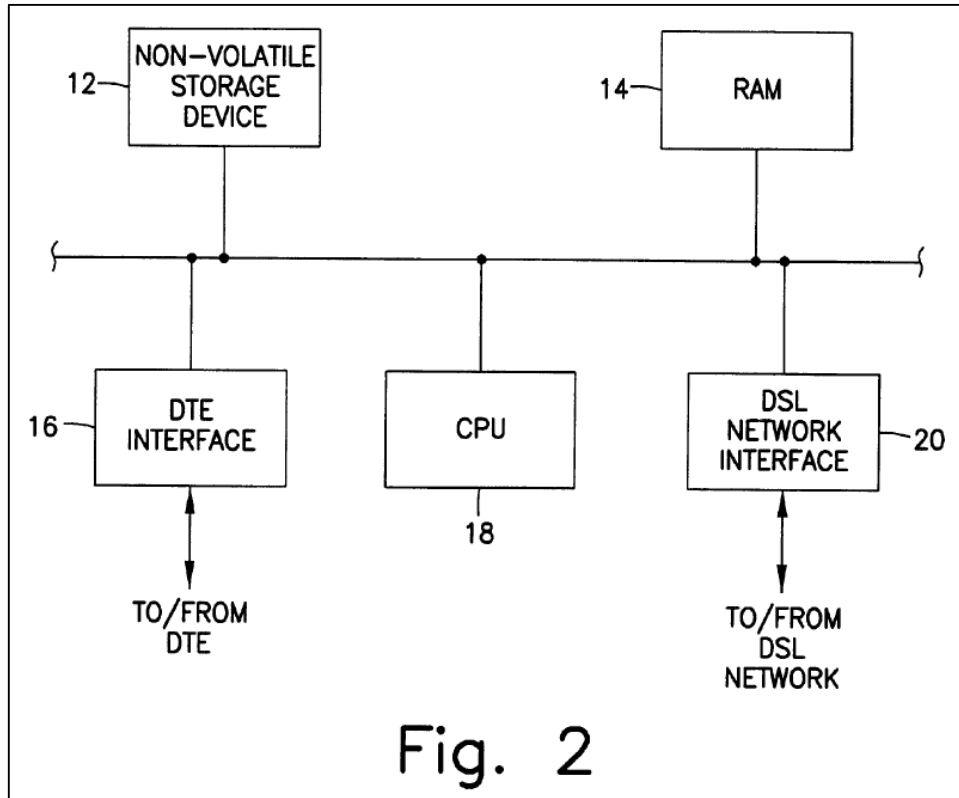 NON-VOLATILE
STORAGE
DEVICE
12
RAM
14
DTE
INTERFACE
16
CPU
18
DSL
NETWORK
INTERFACE
20
TO/FROM
DTE
TO/FROM
DSL
NETWORK
Fig. 2